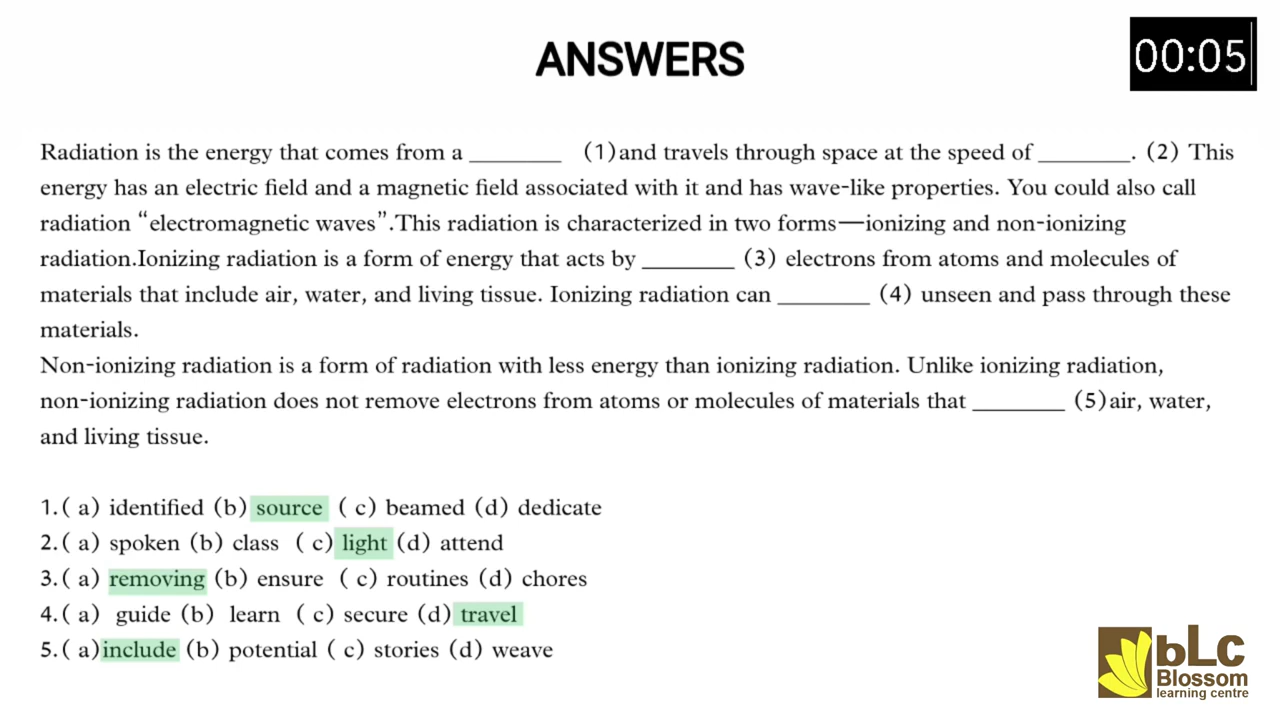 ANSWERS
00:05
Radiation is the energy that comes from a ________ (1)and travels through space at the speed of ________. (2) This
energy has an electric field and a magnetic field associated with it and has wave-like properties. You could also call
radiation “electromagnetic waves”.This radiation is characterized in two forms—ionizing and non-ionizing
radiation.Ionizing radiation is a form of energy that acts by ________ (3) electrons from atoms and molecules of
materials that include air, water, and living tissue. Ionizing radiation can ________ (4) unseen and pass through these
materials.
Non-ionizing radiation is a form of radiation with less energy than ionizing radiation. Unlike ionizing radiation,
non-ionizing radiation does not remove electrons from atoms or molecules of materials that ________ (5)air, water,
and living tissue.
1.( a) identified (b) source ( c) beamed (d) dedicate
2.( a) spoken (b) class ( c) light (d) attend
3.( a) removing (b) ensure ( c) routines (d) chores
4.( a) guide (b) learn ( c) secure (d) travel
5.( a)include (b) potential ( c) stories (d) weave
bLc
Blossom
learning centre